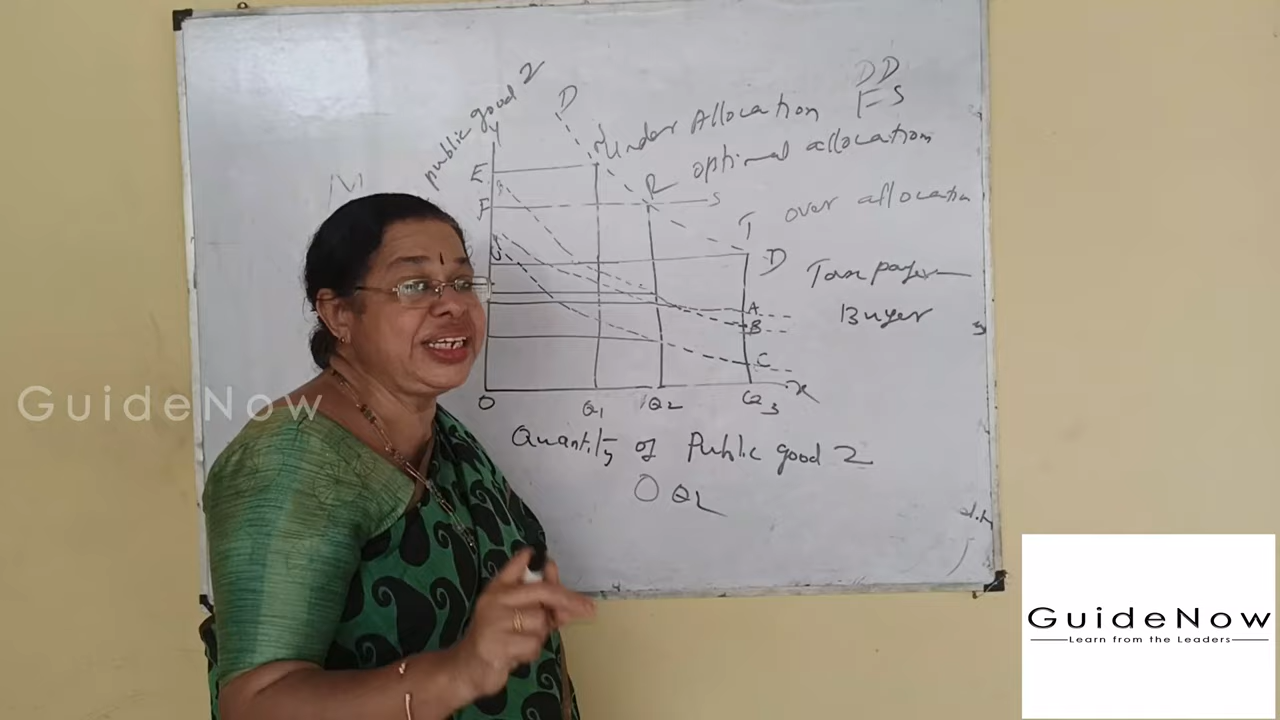 public good 2
Y
D
DD
FS
Under Allocation
E
optimal allocation
R
S
F
T
over allocation
D
Tax payer
A
Buyer
B
C
O
Q1
Q2
Q3
X
Quantity of Public good 2
GuideNow
GuideNow
Learn from the Leaders